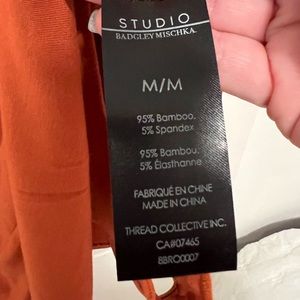 STUDIO
BADGLEY MISCHKA.
M/M
95% Bamboo,
5% Spandex
95% Bambou,
5% Élasthanne
FABRIQUÉ EN CHINE
MADE IN CHINA
THREAD COLLECTIVE INC.
CA#07465
BBRO0007